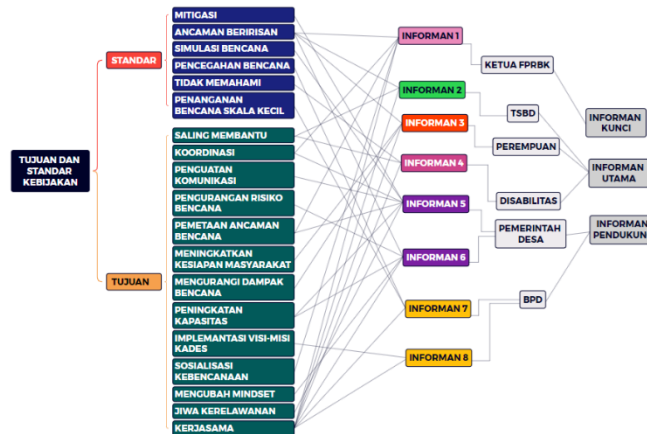 MITIGASI
ANCAMAN BERIRISAN
SIMULASI BENCANA
PENCEGAHAN BENCANA
TIDAK MEMAHAMI
PENANGANAN
BENCANA SKALA KECIL
STANDAR
SALING MEMBANTU
KOORDINASI
PENGUATAN
KOMUNIKASI
PENGURANGAN RISIKO
BENCANA
PEMETAAN ANCAMAN
BENCANA
MENINGKATKAN
KESIAPAN MASYARAKAT
MENGURANGI DAMPAK
BENCANA
PENINGKATAN
KAPASITAS
IMPLEMANTASI VISI-MISI
KADES
SOSIALISASI
KEBENCANAAN
MENGUBAH MINDSET
JIWA KERELAWANAN
KERJASAMA
TUJUAN
TUJUAN DAN
STANDAR
KEBIJAKAN
INFORMAN 1
INFORMAN 2
INFORMAN 3
INFORMAN 4
INFORMAN 5
INFORMAN 6
INFORMAN 7
INFORMAN 8
KETUA FPRBK
TSBD
PEREMPUAN
DISABILITAS
PEMERINTAH
DESA
BPD
INFORMAN
KUNCI
INFORMAN
UTAMA
INFORMAN
PENDUKUNG